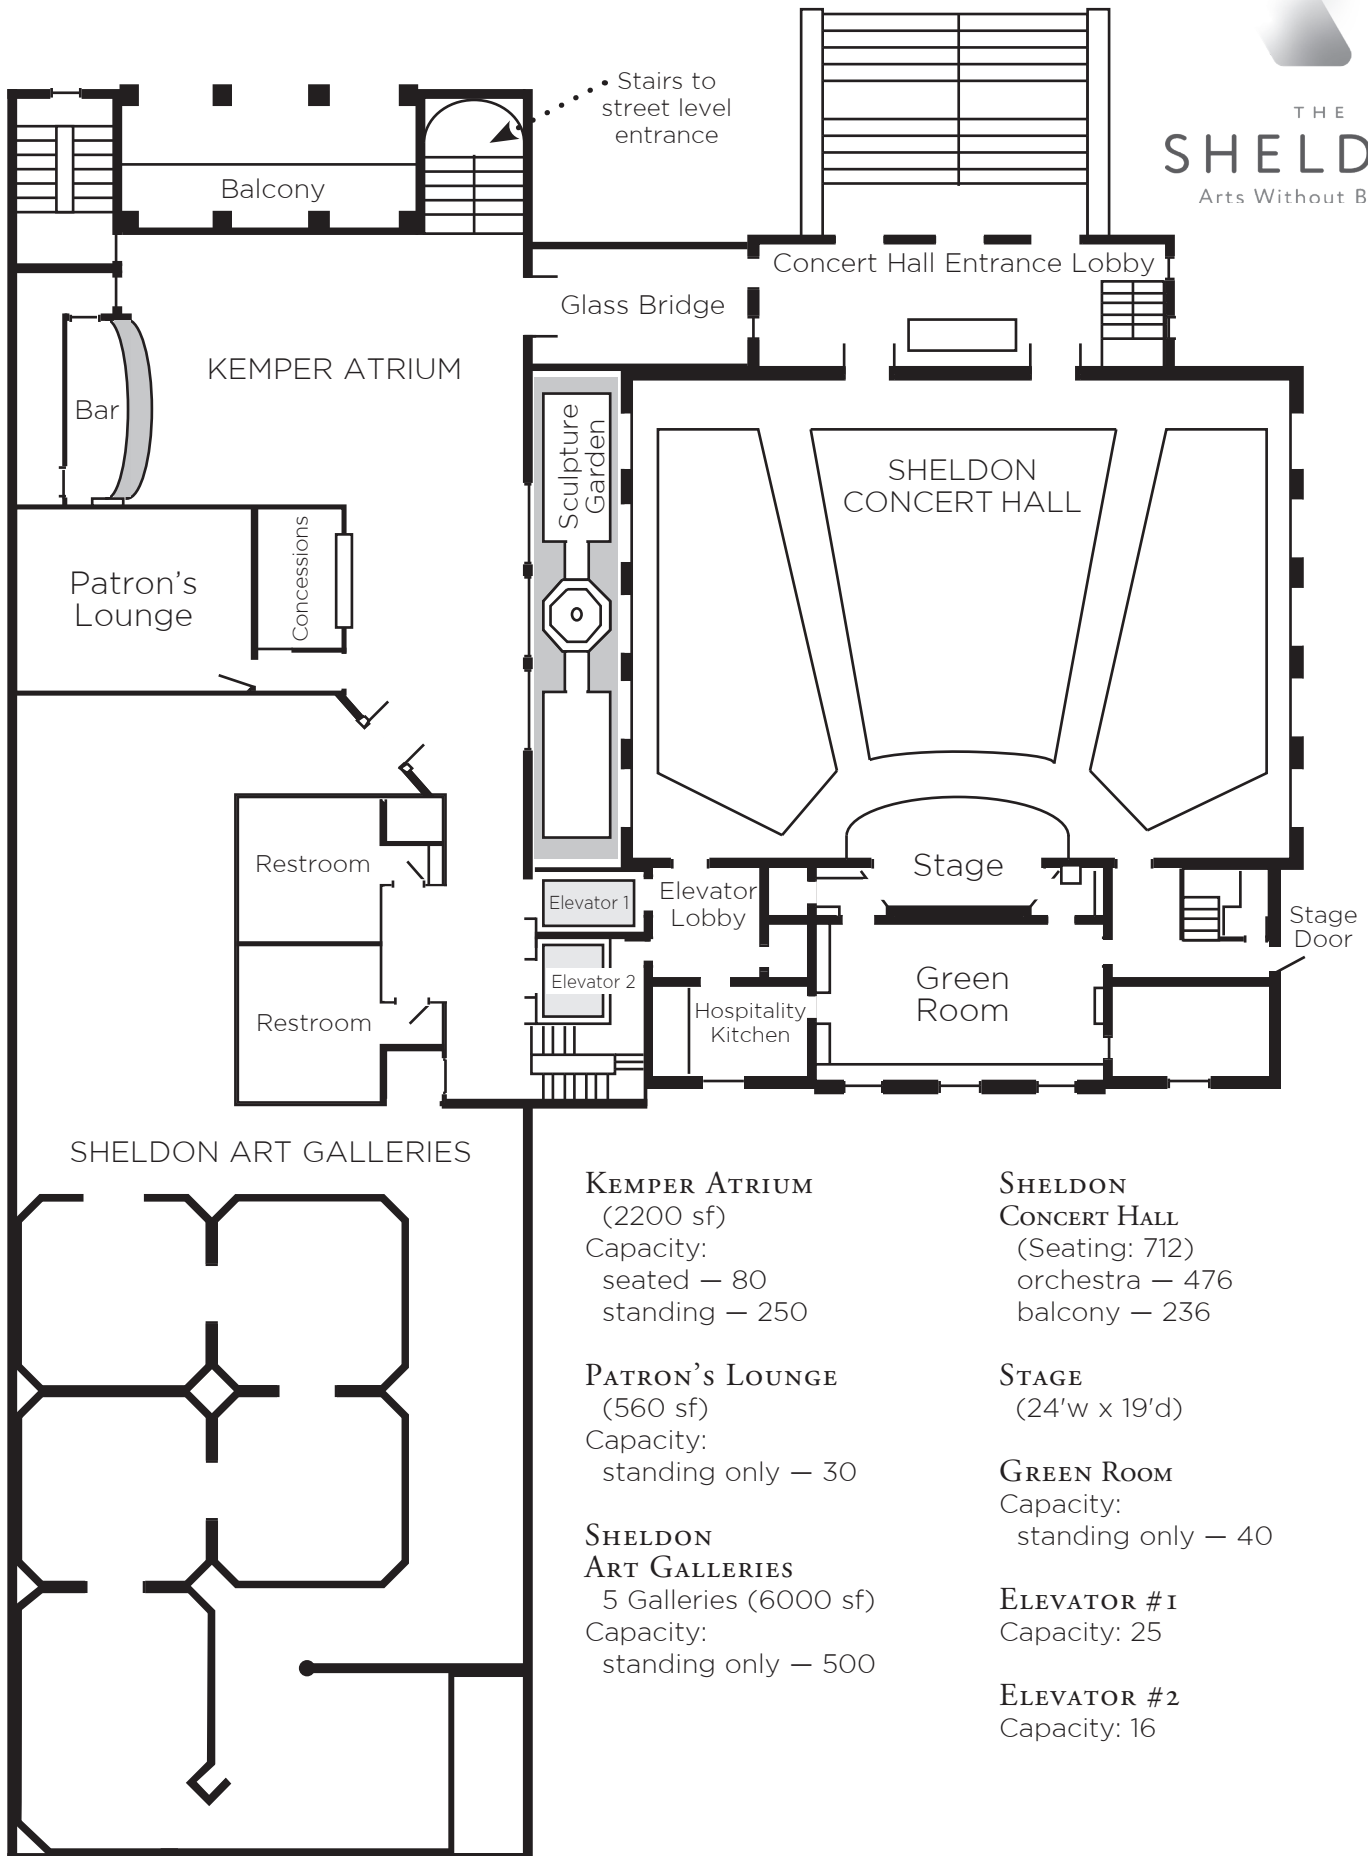 Stairs to
street level
entrance
THE
SHELD
Arts Without B
Balcony
Concert Hall Entrance Lobby
Glass Bridge
KEMPER ATRIUM
Bar
Sculpture
Garden
SHELDON
CONCERT HALL
Concessions
Patron's
Lounge
Restroom
Stage
Elevator 1
Elevator
Lobby
Stage
Door
Elevator 2
Green
Room
Hospitality
Kitchen
Restroom
SHELDON ART GALLERIES
Kemper Atrium
(2200 sf)
Capacity:
seated — 80
standing — 250
Patron's Lounge
(560 sf)
Capacity:
standing only — 30
Sheldon
Art Galleries
5 Galleries (6000 sf)
Capacity:
standing only — 500
Sheldon
Concert Hall
(Seating: 712)
orchestra — 476
balcony — 236
Stage
(24'w x 19'd)
Green Room
Capacity:
standing only — 40
Elevator #1
Capacity: 25
Elevator #2
Capacity: 16